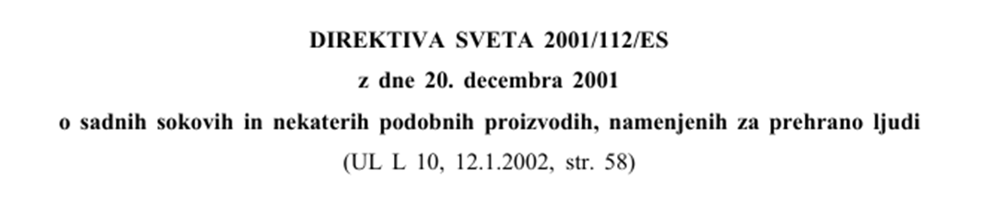 DIREKTIVA SVETA 2001/112/ES
z dne 20. decembra 2001
o sadnih sokovih in nekaterih podobnih proizvodih, namenjenih za prehrano ljudi
(UL L 10, 12.1.2002, str. 58)